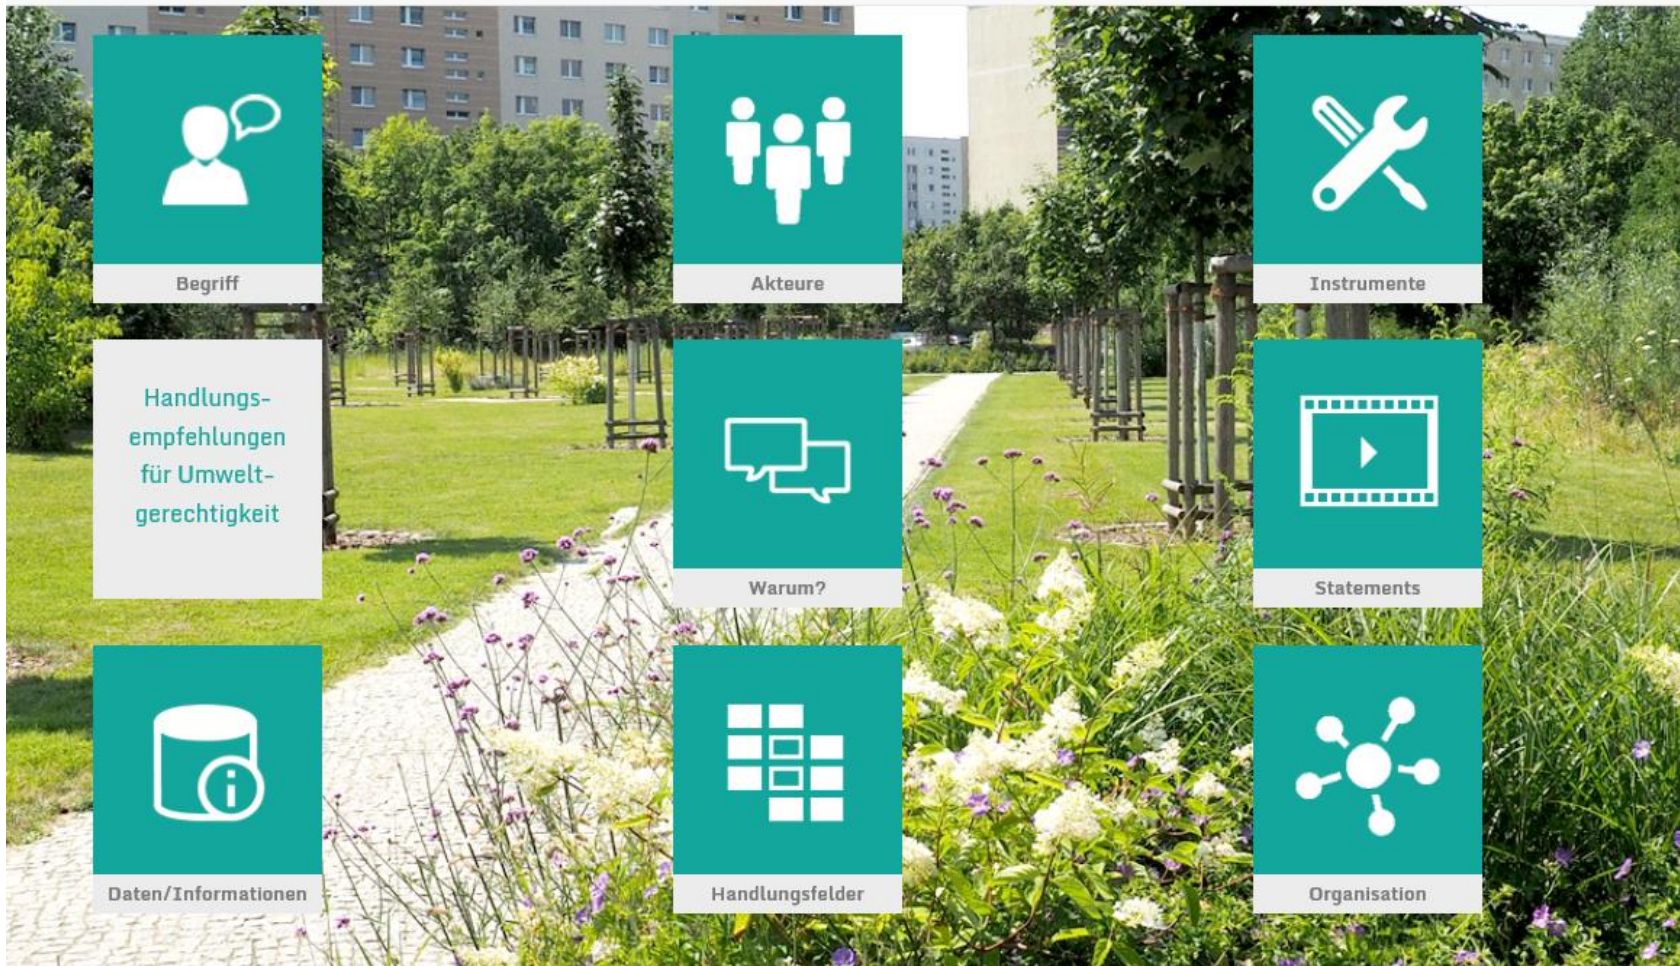 Begriff
Akteure
Instrumente
Handlungs-
empfehlungen
für Umwelt-
gerechtigkeit
Warum?
Statements
Daten/Informationen
Handlungsfelder
Organisation